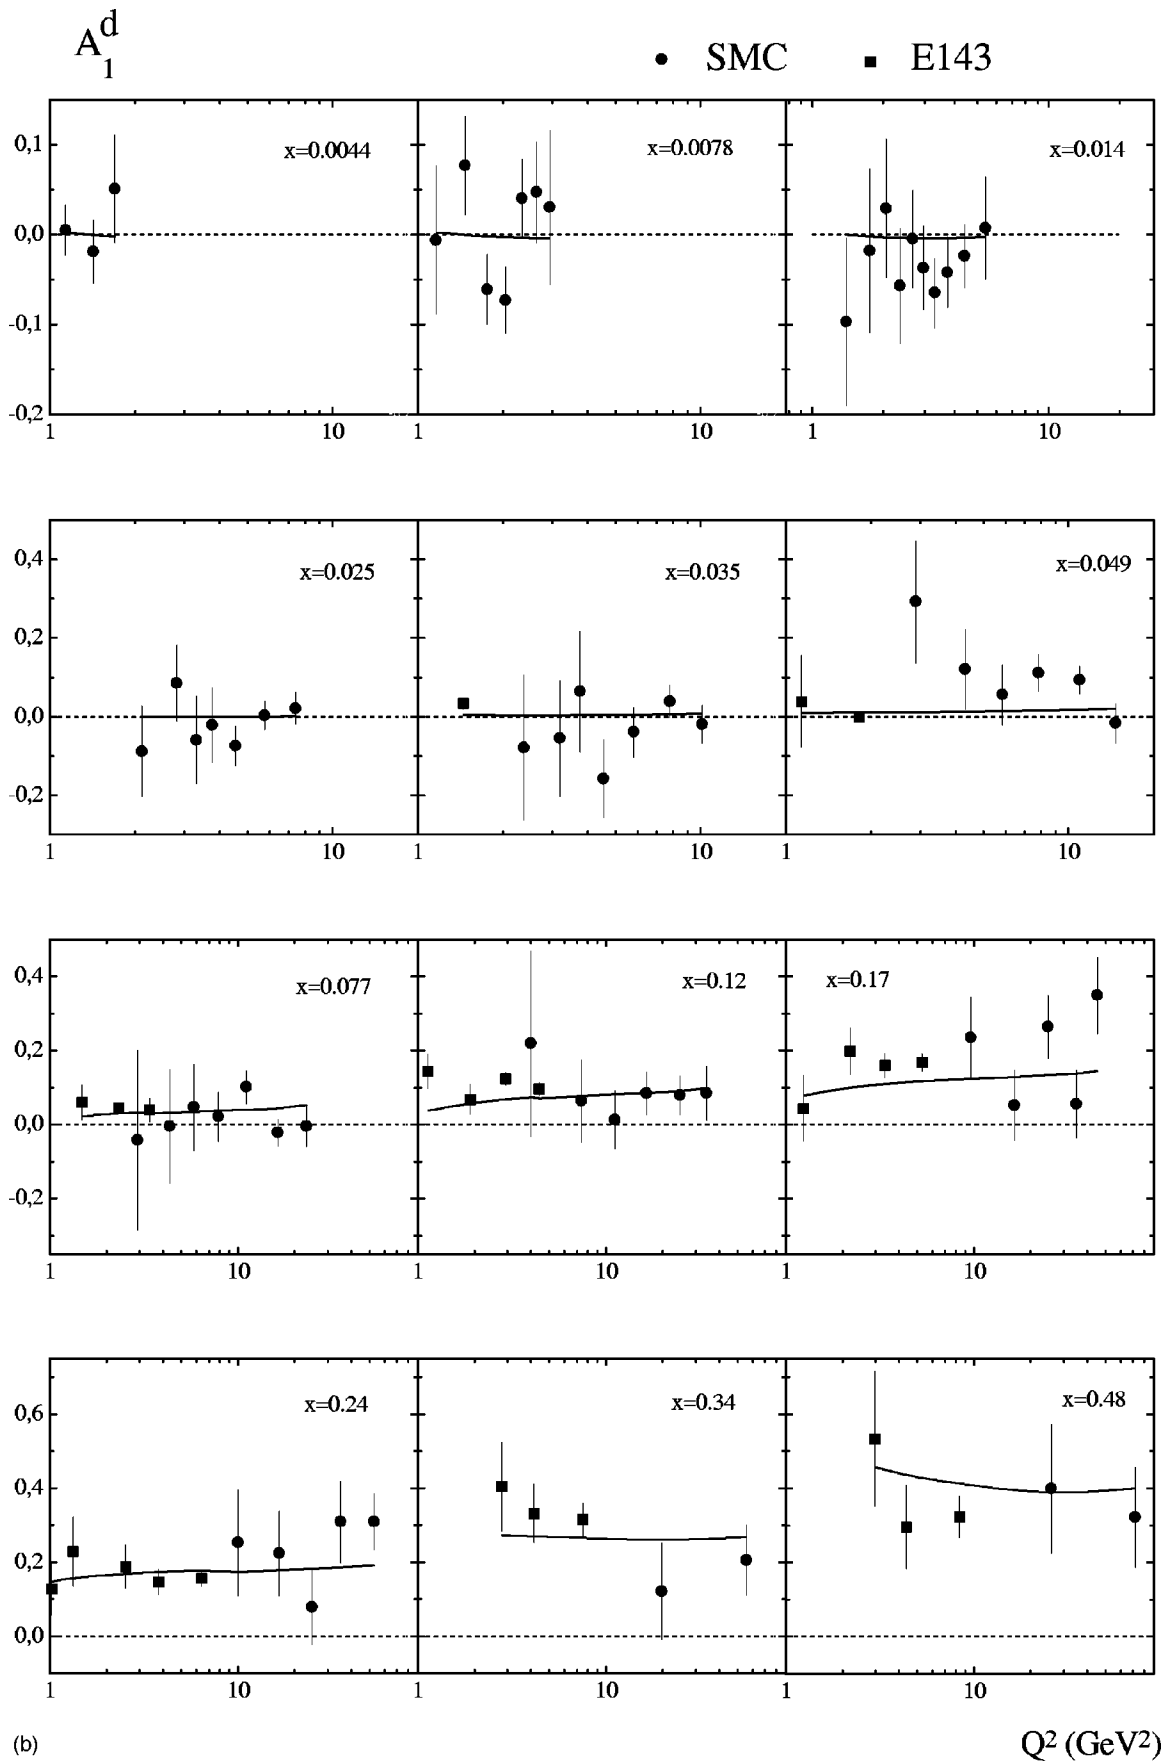 A₁ᵈ
● SMC ■ E143
0,1
0,0
-0,1
-0,2
x=0.0044
x=0.0078
x=0.014
1 10 1 10 1 10
0,4
0,2
0,0
-0,2
x=0.025
x=0.035
x=0.049
1 10 1 10 1 10
0,4
0,2
0,0
-0,2
x=0.077
x=0.12
x=0.17
1 10 1 10 1 10
0,6
0,4
0,2
0,0
x=0.24
x=0.34
x=0.48
1 10 1 10 1 10
(b)
Q² (GeV²)